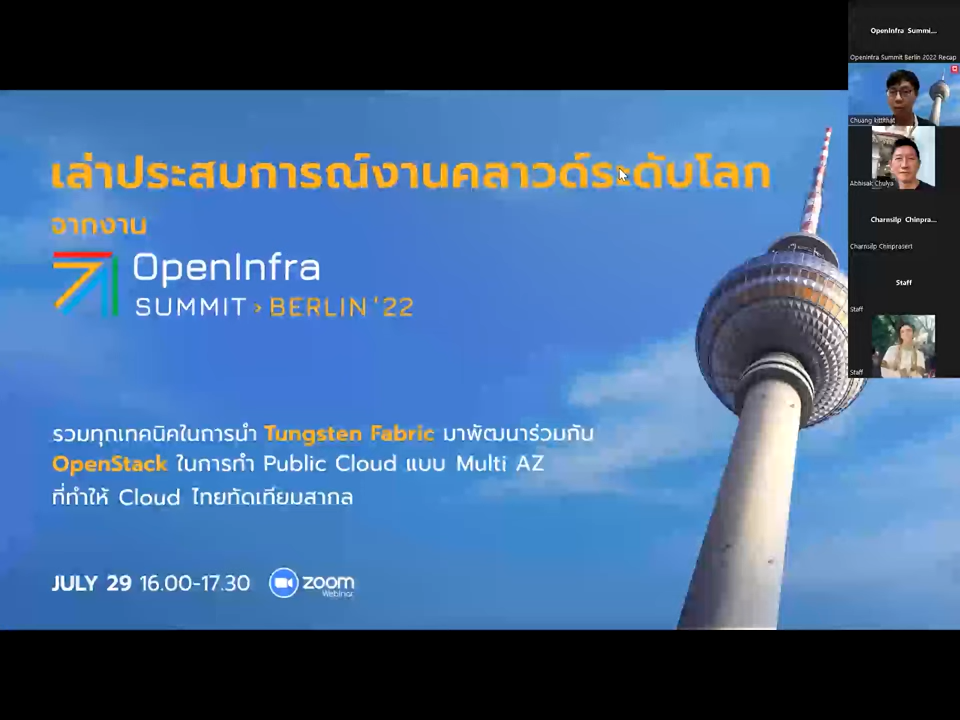 เล่าประสบการณ์งานคลาวด์ระดับโลก
จากงาน
OpenInfra
SUMMIT › BERLIN '22
รวมทุกเทคนิคในการนำ Tungsten Fabric มาพัฒนาร่วมกับ
OpenStack ในการทำ Public Cloud แบบ Multi AZ
ที่ทำให้ Cloud ไทยทัดเทียมสากล
JULY 29 16.00-17.30 zoom
Webinar
OpenInfra Summi...
OpenInfra Summit Berlin 2022 Recap
Chuang kittithat
Abhisak Chulya
Charnsilp Chinpra...
Charnsilp Chinprasert
Staff
Staff
Staff